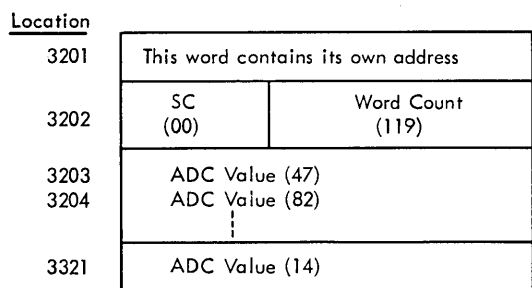 Location
3201 This word contains its own address
SC Word Count
3202 (00) (119)
3203 ADC Value (47)
3204 ADC Value (82)
3321 ADC Value (14)